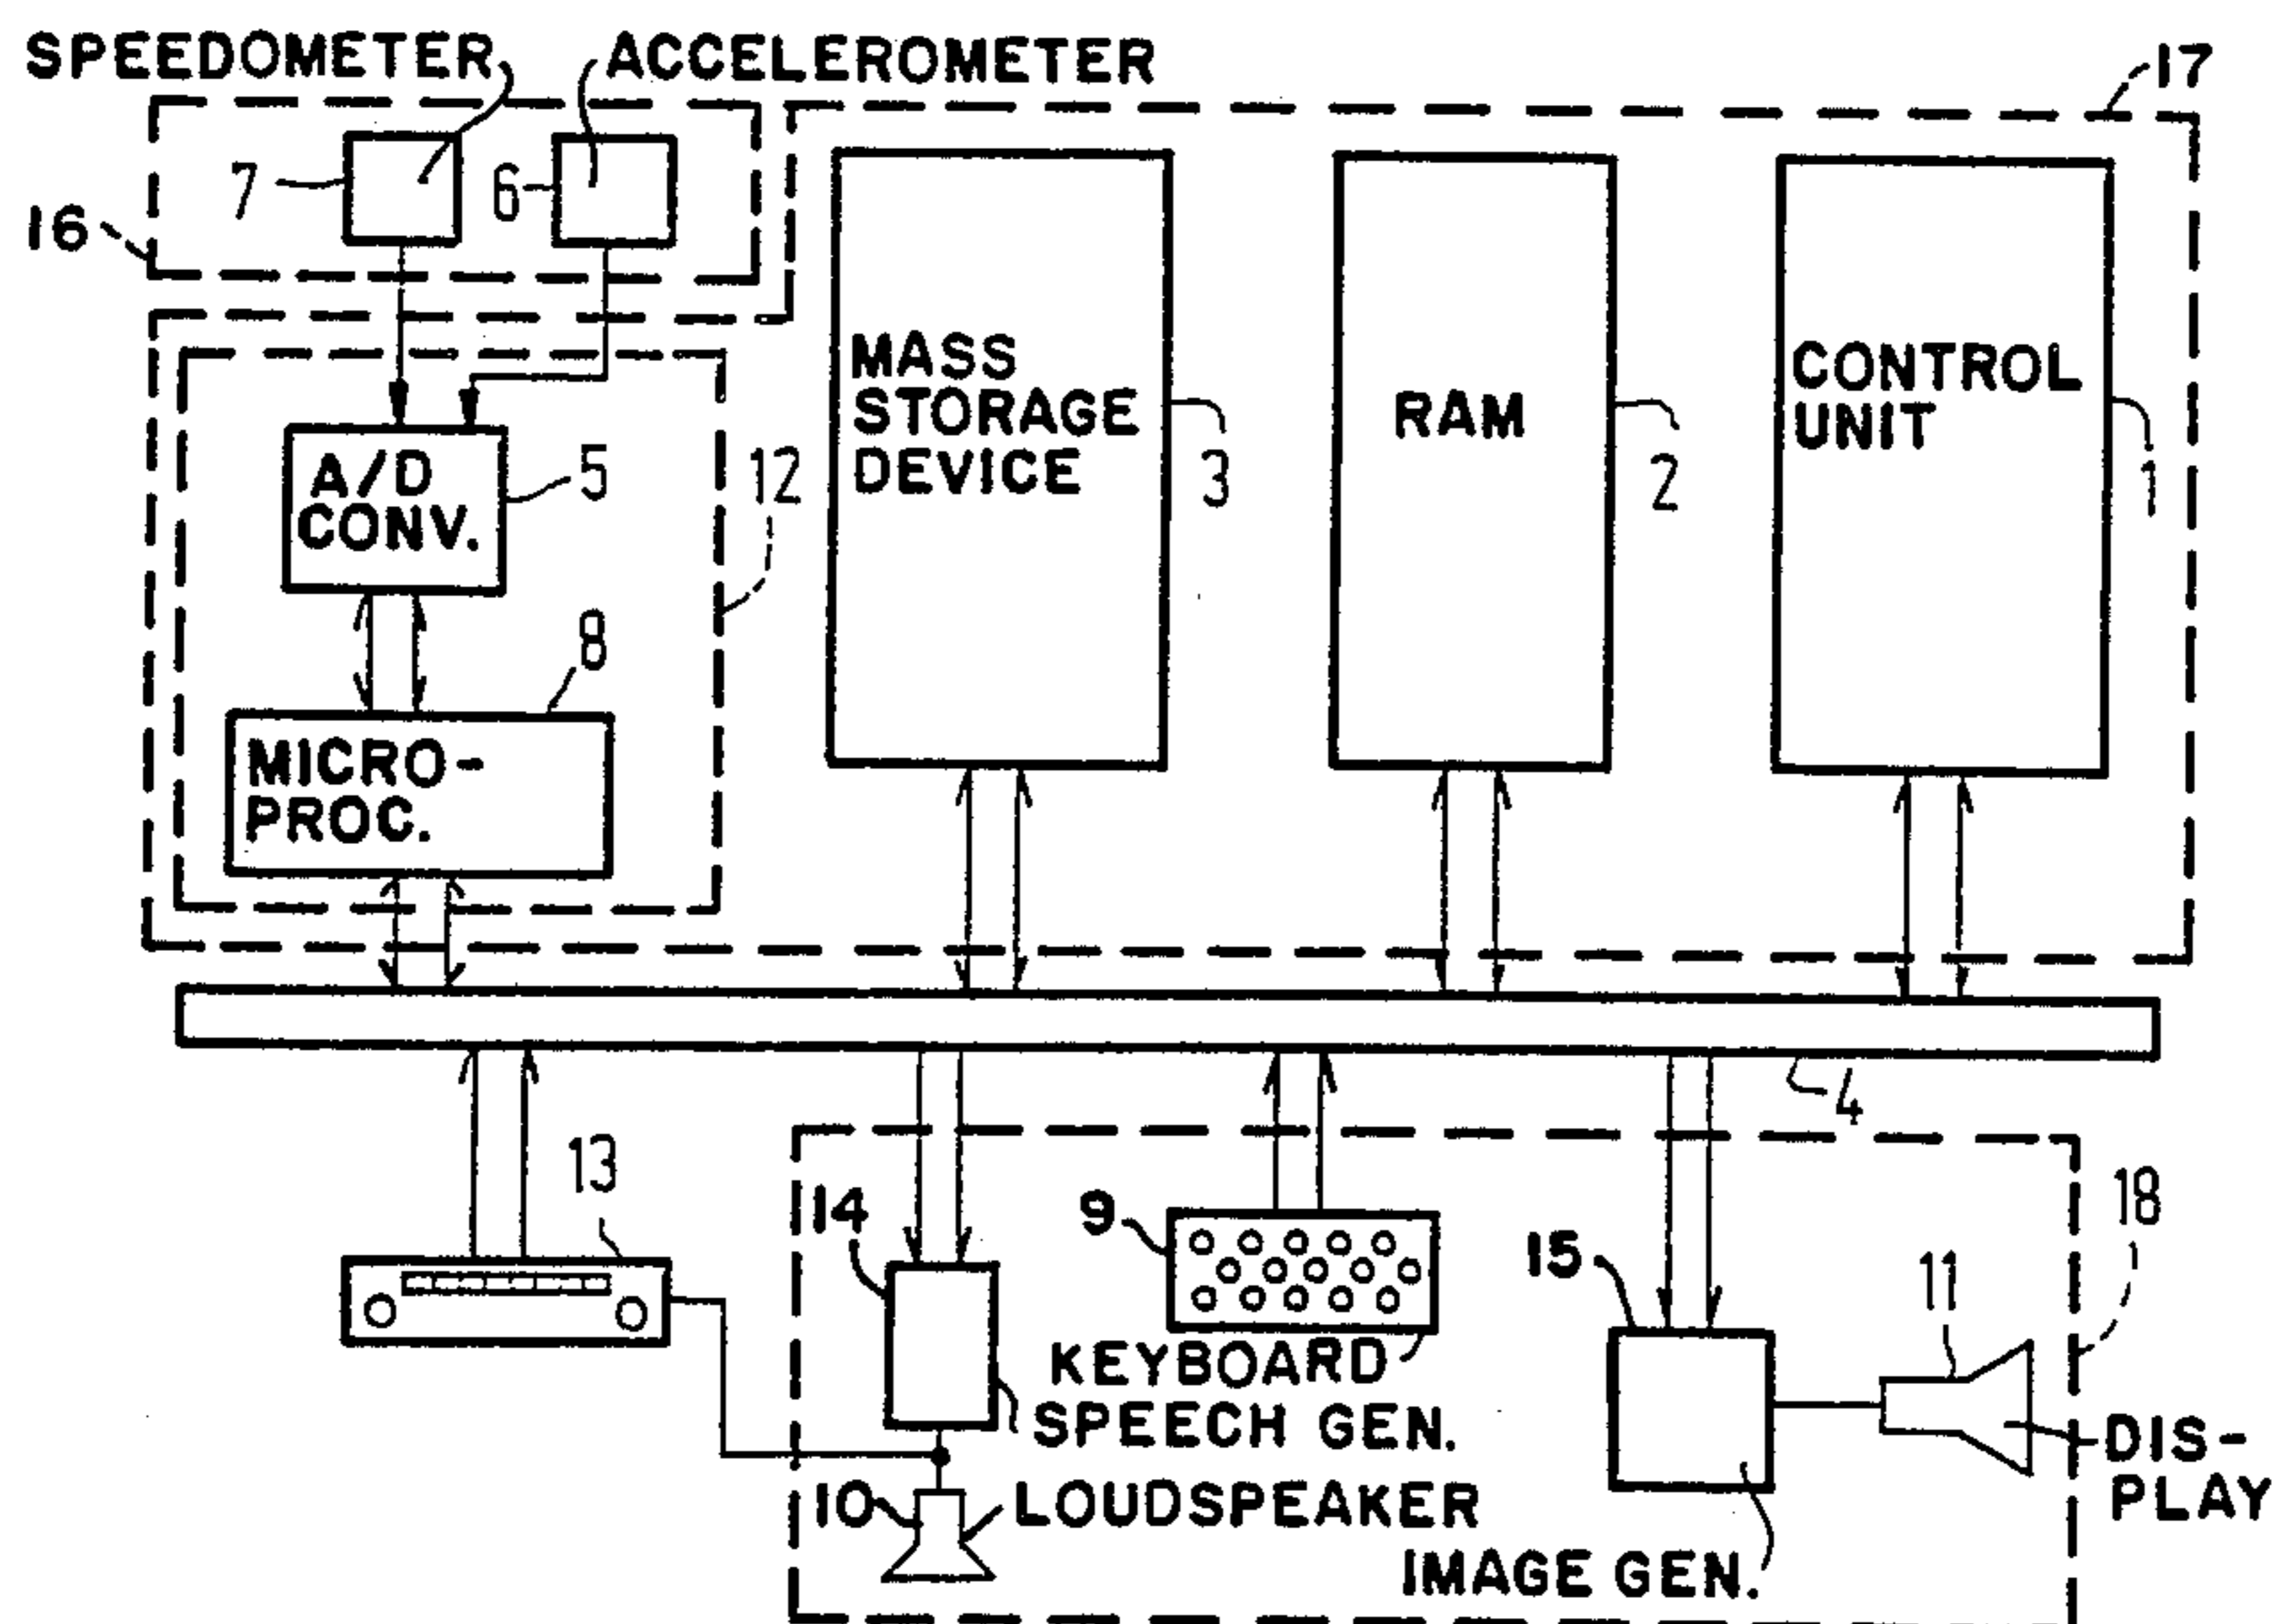 SPEEDOMETER
ACCELEROMETER
17
7
6
16
MASS
STORAGE
DEVICE
RAM
CONTROL
UNIT
A/D
CONV.
5
12
3
2
1
8
MICRO-
PROC.
4
13
14
9
15
11
18
KEYBOARD
SPEECH GEN.
DIS-
PLAY
10
LOUDSPEAKER
IMAGE GEN.